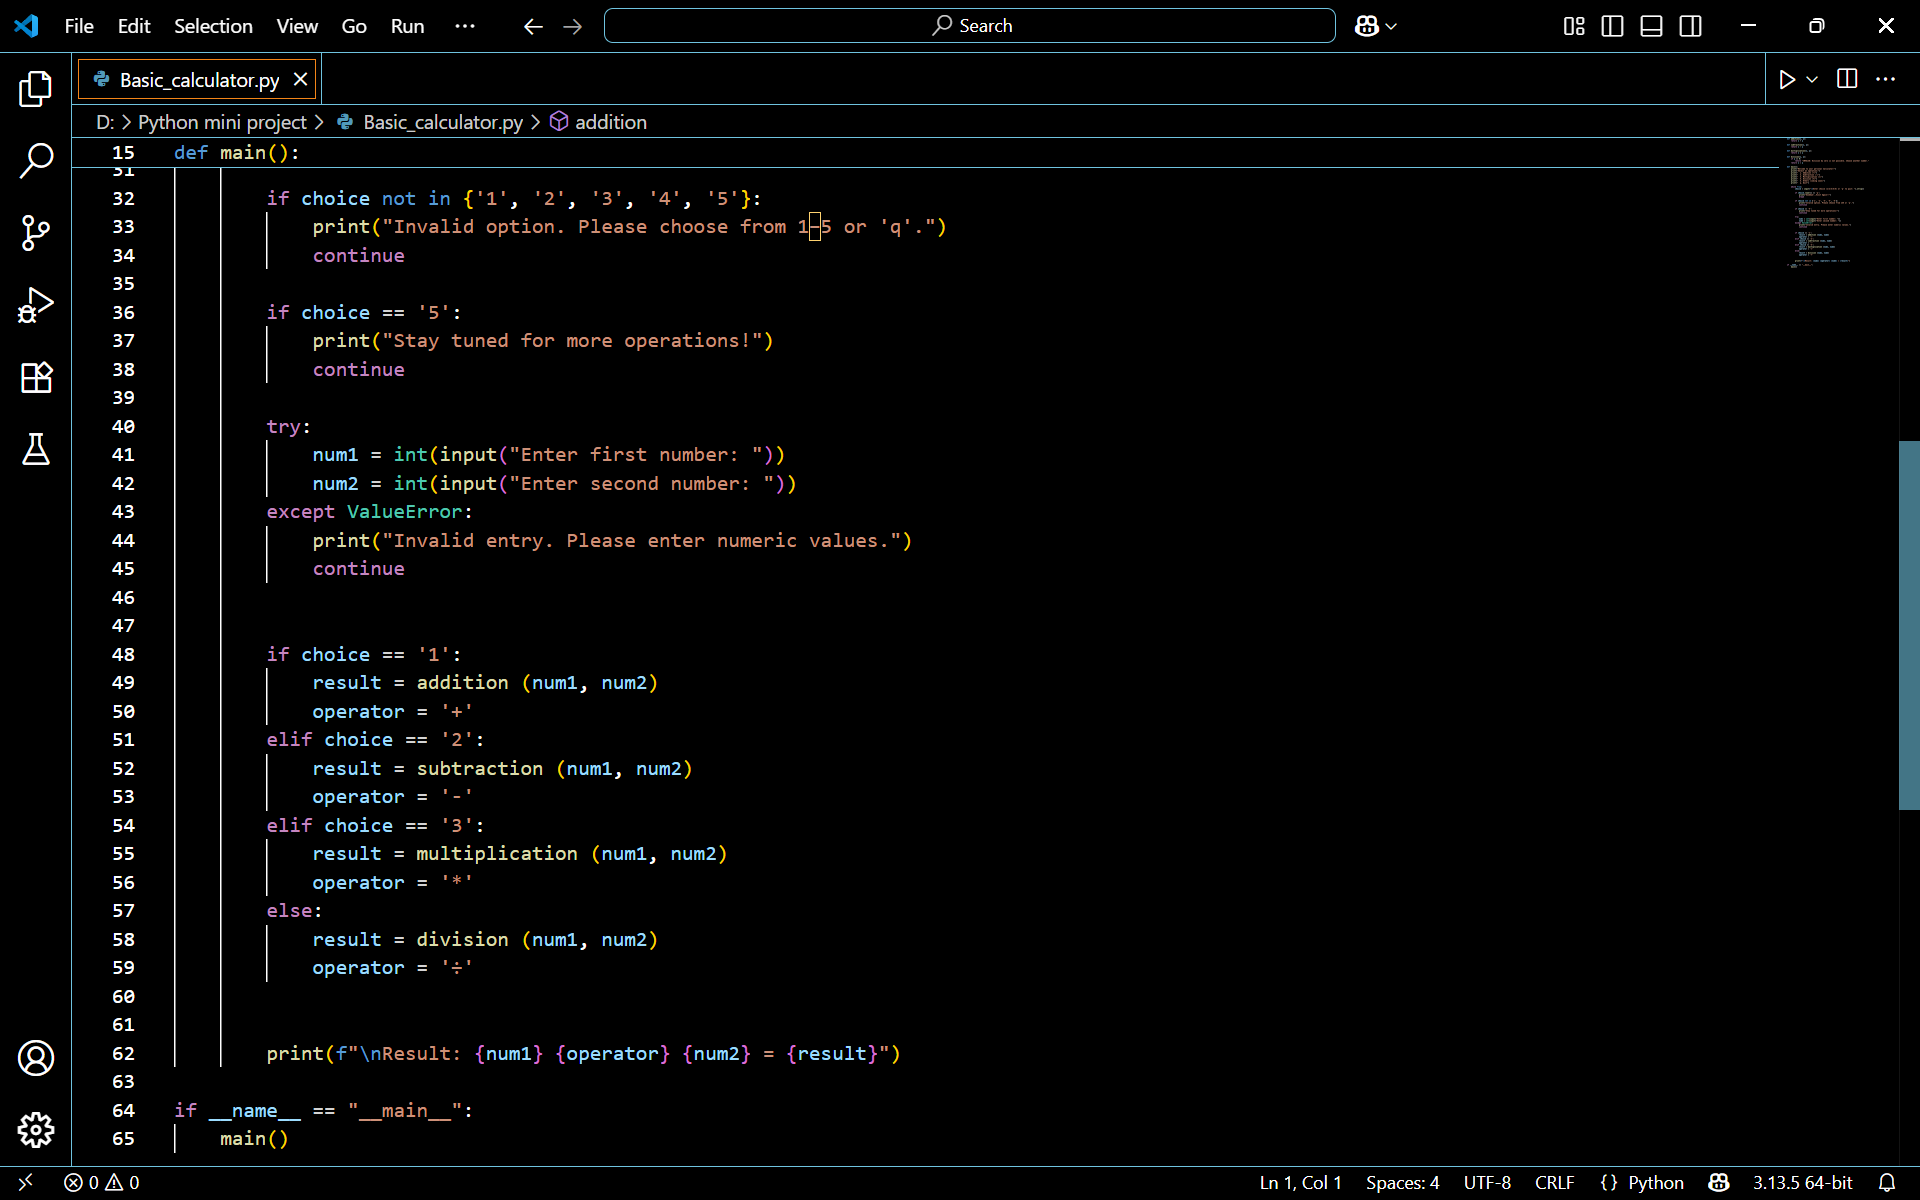 File Edit Selection View Go Run ··· Search
Basic_calculator.py
D: > Python mini project > Basic_calculator.py > addition
15 def main():
31
32 if choice not in {'1', '2', '3', '4', '5'}:
33 print("Invalid option. Please choose from 1–5 or 'q'.")
34 continue
35
36 if choice == '5':
37 print("Stay tuned for more operations!")
38 continue
39
40 try:
41 num1 = int(input("Enter first number: "))
42 num2 = int(input("Enter second number: "))
43 except ValueError:
44 print("Invalid entry. Please enter numeric values.")
45 continue
46
47
48 if choice == '1':
49 result = addition (num1, num2)
50 operator = '+'
51 elif choice == '2':
52 result = subtraction (num1, num2)
53 operator = '-'
54 elif choice == '3':
55 result = multiplication (num1, num2)
56 operator = '*'
57 else:
58 result = division (num1, num2)
59 operator = '÷'
60
61
62 print(f"\nResult: {num1} {operator} {num2} = {result}")
63
64 if __name__ == "__main__":
65 main()
0 0 Ln 1, Col 1 Spaces: 4 UTF-8 CRLF {} Python 3.13.5 64-bit